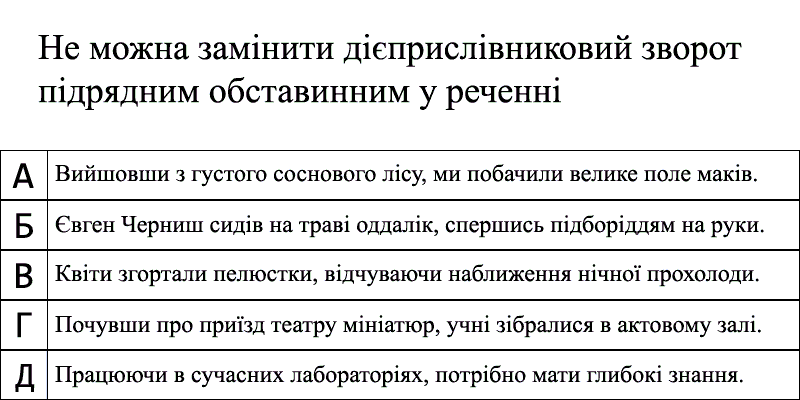 Не можна замінити дієприслівниковий зворот
підрядним обставинним у реченні
А Вийшовши з густого соснового лісу, ми побачили велике поле маків.
Б Євген Черниш сидів на траві оддалік, спершись підборіддям на руки.
В Квіти згортали пелюстки, відчуваючи наближення нічної прохолоди.
Г Почувши про приїзд театру мініатюр, учні зібралися в актовому залі.
Д Працюючи в сучасних лабораторіях, потрібно мати глибокі знання.